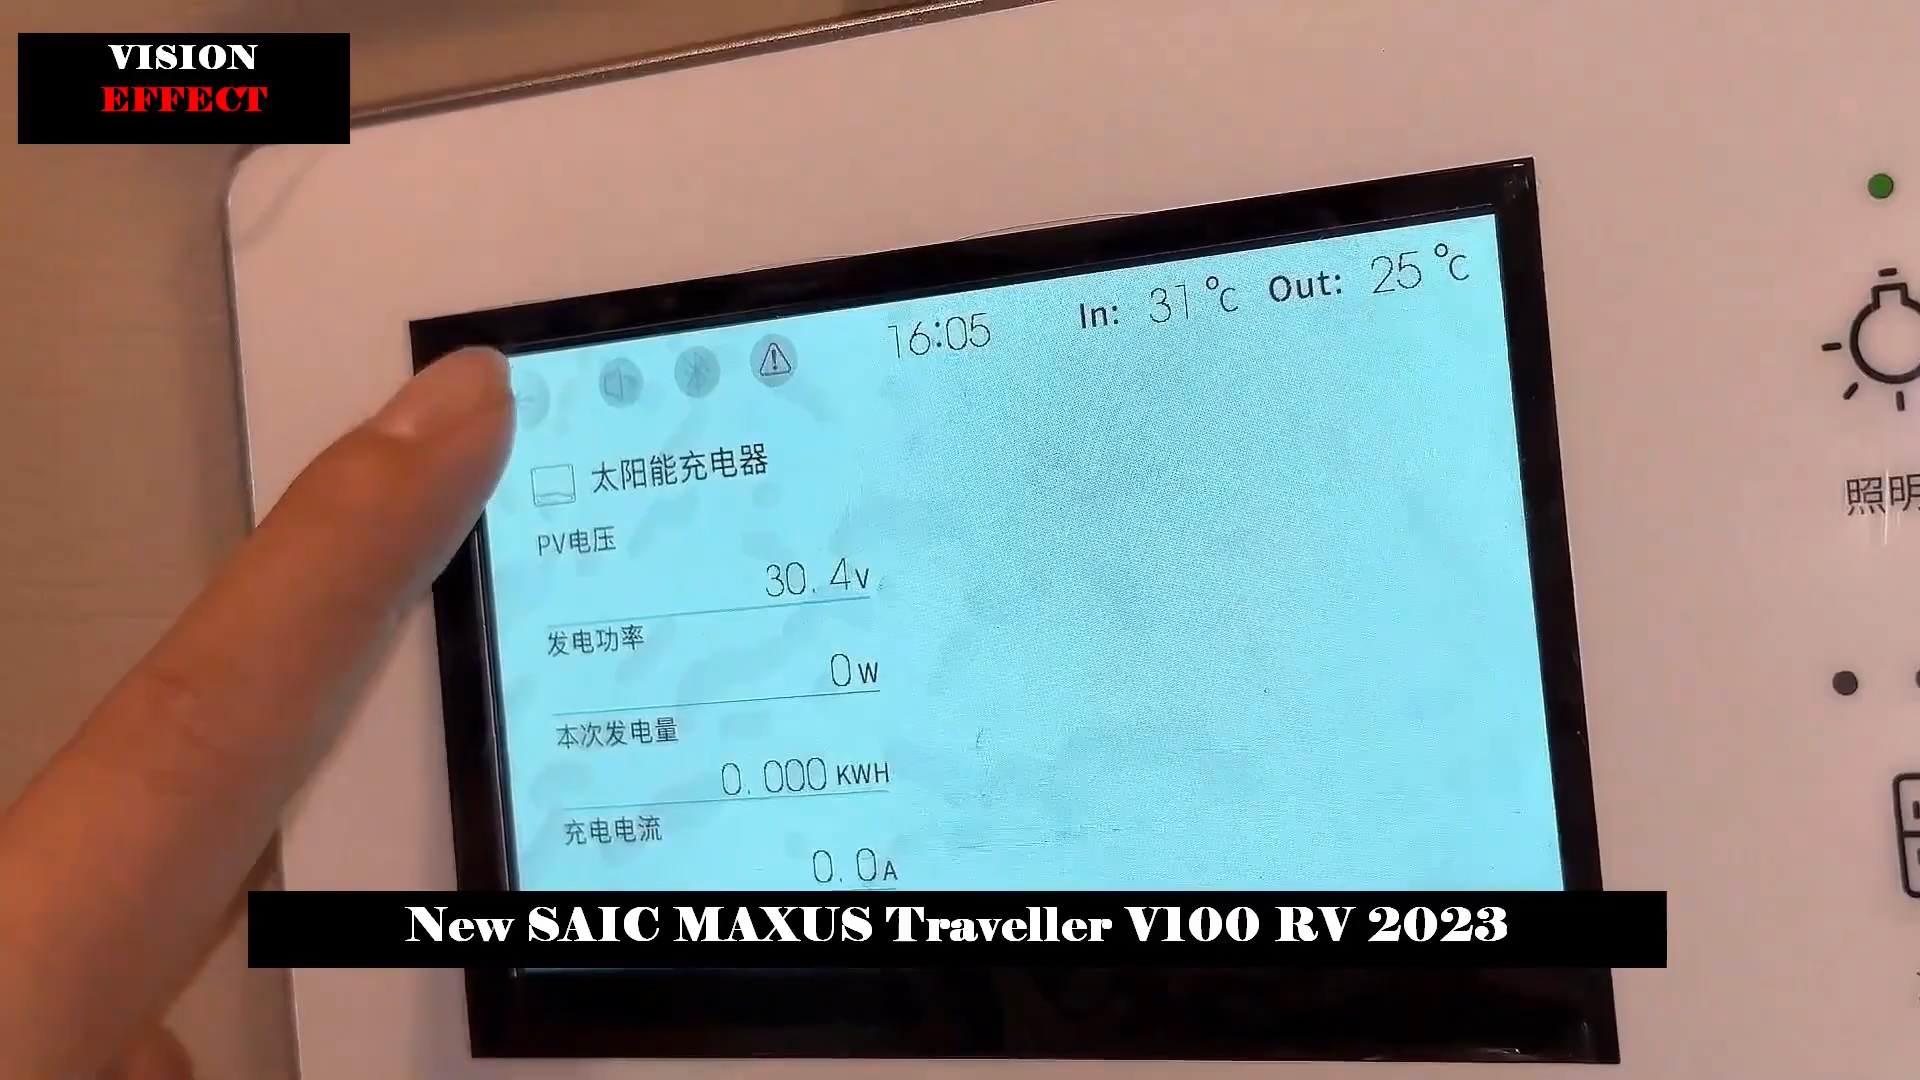 VISION
EFFECT
16:05 In: 31 °C Out: 25 °C
太阳能充电器
PV电压
30.4V
发电功率
0W
本次发电量
0.000 KWH
充电电流
0.0A
照明
New SAIC MAXUS Traveller V100 RV 2023